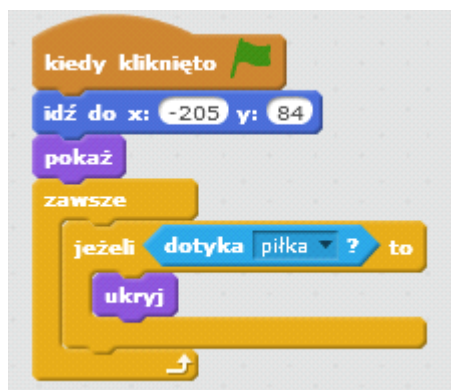 kiedy kliknięto
idź do x: -205 y: 84
pokaż
zawsze
jeżeli dotyka piłka ? to
ukryj